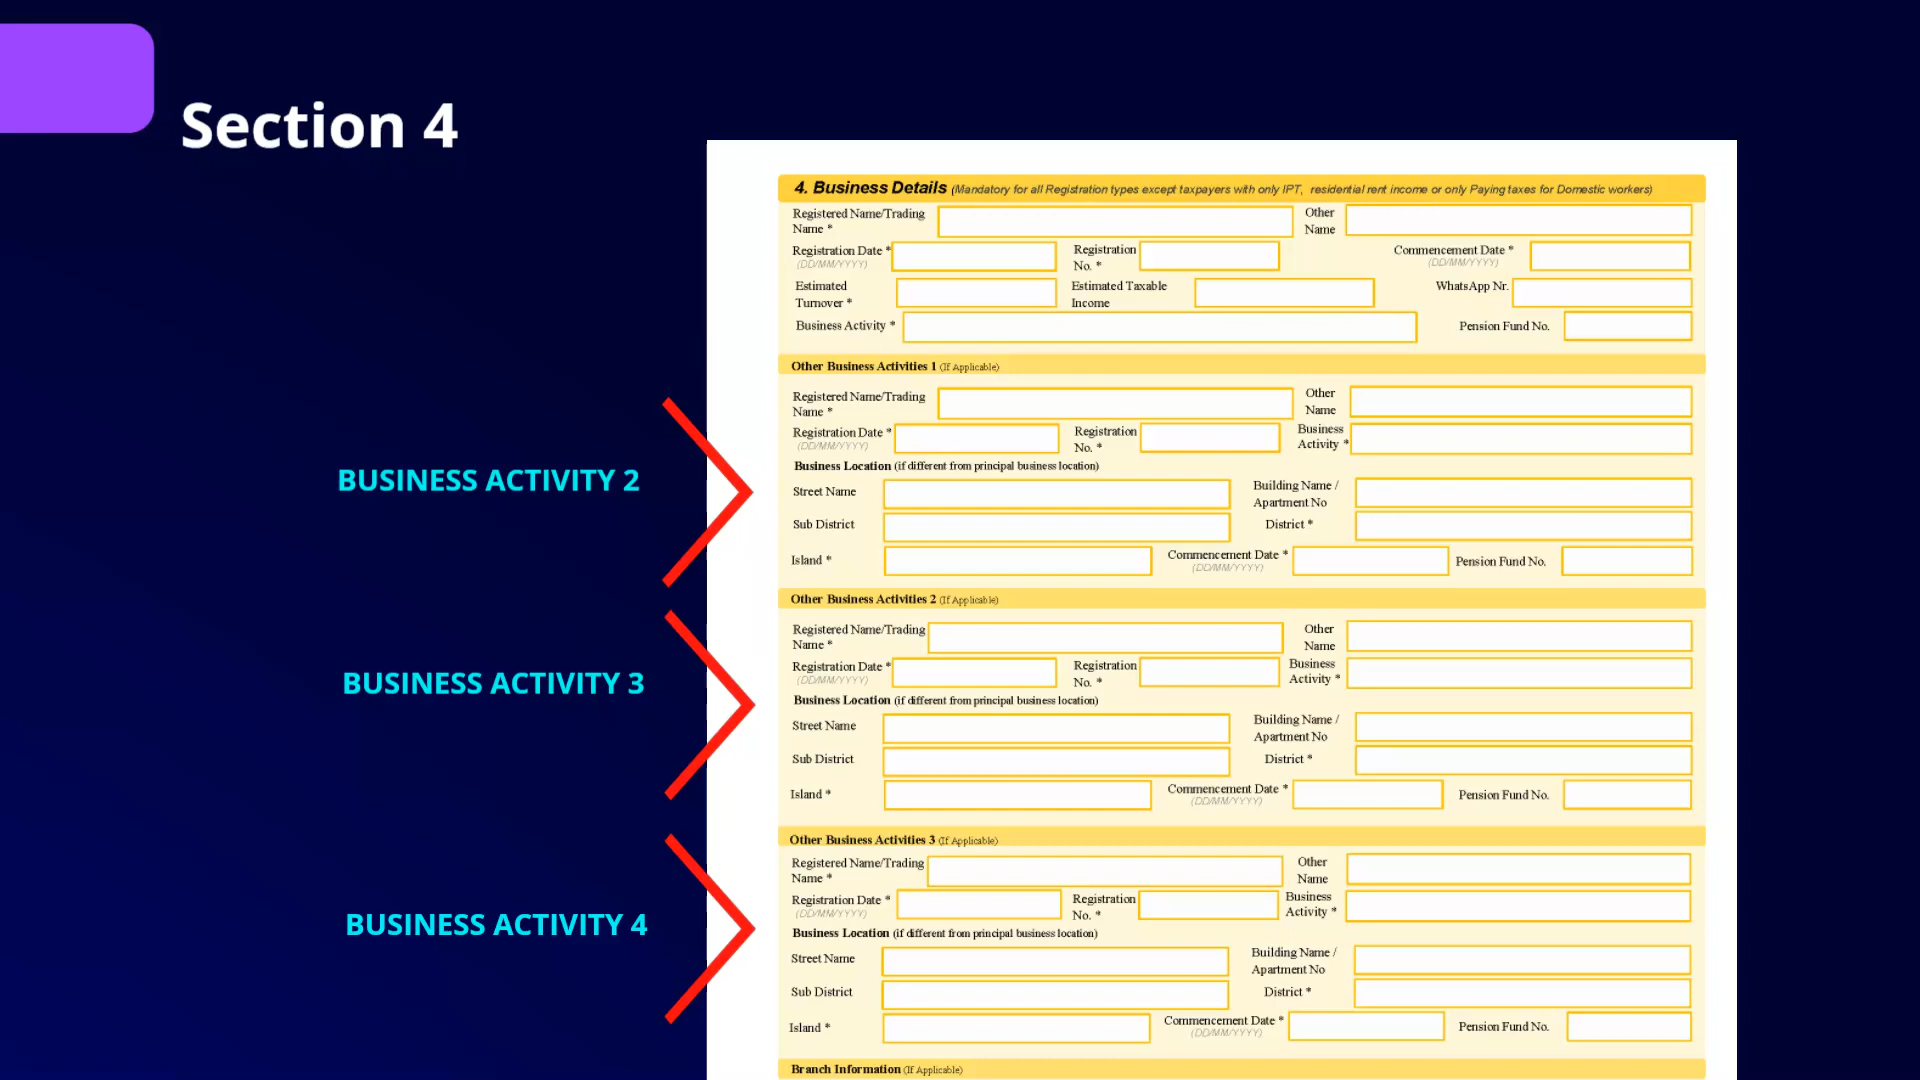 Section 4
4. Business Details (Mandatory for all Registration types except taxpayers with only IPT, residential rent income or only Paying taxes for Domestic workers)
Registered Name/Trading Name * Other Name
Registration Date * (DD/MM/YYYY) Registration No. * Commencement Date * (DD/MM/YYYY)
Estimated Turnover * Estimated Taxable Income WhatsApp Nr.
Business Activity * Pension Fund No.
Other Business Activities 1 (If Applicable)
Registered Name/Trading Name * Other Name
Registration Date * (DD/MM/YYYY) Registration No. * Business Activity *
Business Location (if different from principal business location)
BUSINESS ACTIVITY 2
Street Name Building Name / Apartment No
Sub District District *
Island * Commencement Date * (DD/MM/YYYY) Pension Fund No.
Other Business Activities 2 (If Applicable)
Registered Name/Trading Name * Other Name
Registration Date * (DD/MM/YYYY) Registration No. * Business Activity *
BUSINESS ACTIVITY 3
Business Location (if different from principal business location)
Street Name Building Name / Apartment No
Sub District District *
Island * Commencement Date * (DD/MM/YYYY) Pension Fund No.
Other Business Activities 3 (If Applicable)
Registered Name/Trading Name * Other Name
Registration Date * (DD/MM/YYYY) Registration No. * Business Activity *
BUSINESS ACTIVITY 4
Business Location (if different from principal business location)
Street Name Building Name / Apartment No
Sub District District *
Island * Commencement Date * (DD/MM/YYYY) Pension Fund No.
Branch Information (If Applicable)